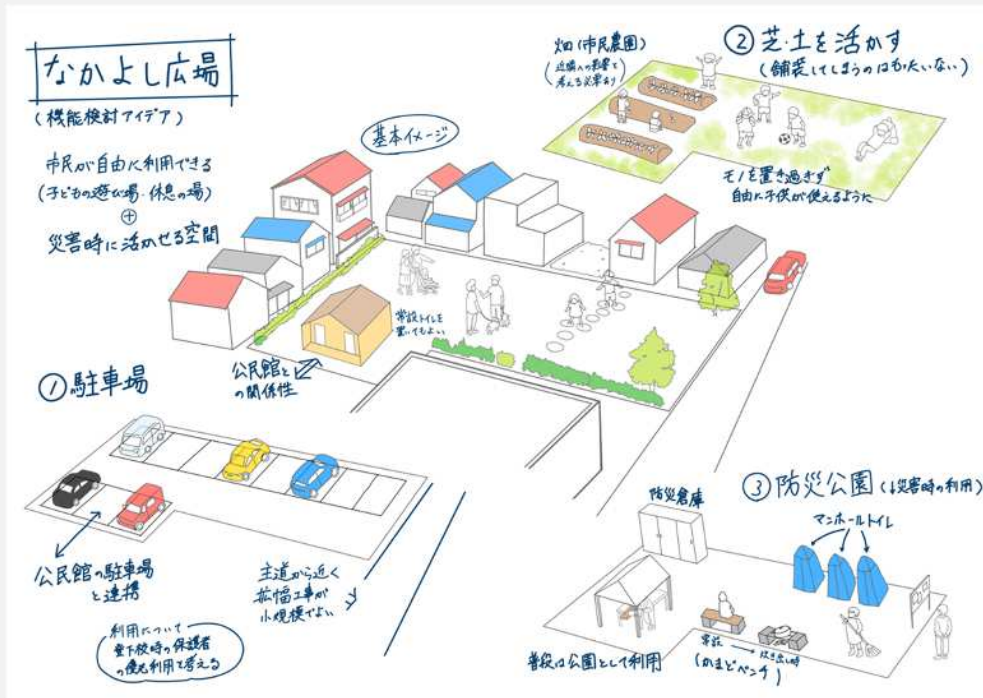 なかよし広場
(機能検討アイデア)
市民が自由に利用できる
(子どもの遊び場・休息の場)
⊕
災害時に活かせる空間
基本イメージ
畑(市民農園)
(近隣への影響を
考える必要あり)
②芝・土を活かす
(舗装してしまうのはもったいない)
モノを置き過ぎず
自由に子供が使えるように
常設トイレを
置いてもよい
公民館と
の関係性
①駐車場
公民館の駐車場
と連携
利用について
登下校時の保護者
の優先利用で考える
主道から近く
拡幅工事が
小規模でよい
③防災公園(↓災害時の利用)
防災倉庫
マンホールトイレ
普段は公園として利用
常設 → 炊き出し時
(かまどベンチ)